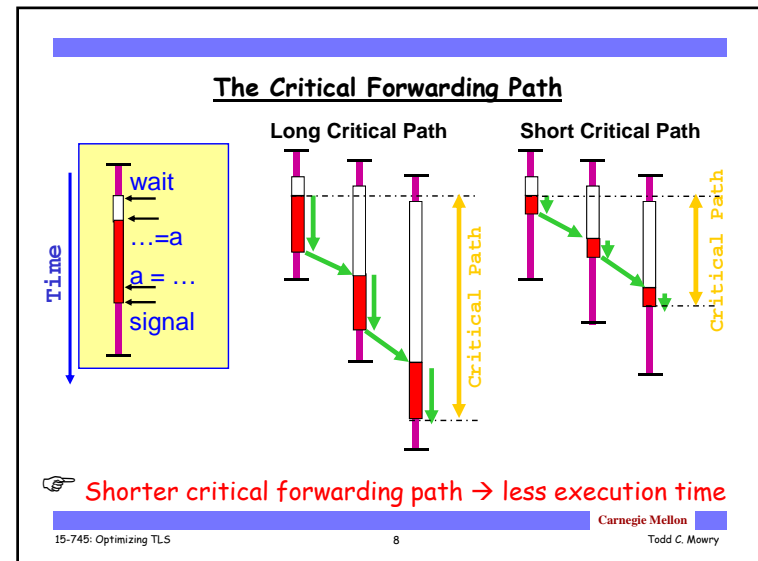 The Critical Forwarding Path
Long Critical Path
Short Critical Path
Time
wait
…=a
a = …
signal
Critical Path
Critical Path
☞ Shorter critical forwarding path → less execution time
Carnegie Mellon
15-745: Optimizing TLS
8
Todd C. Mowry